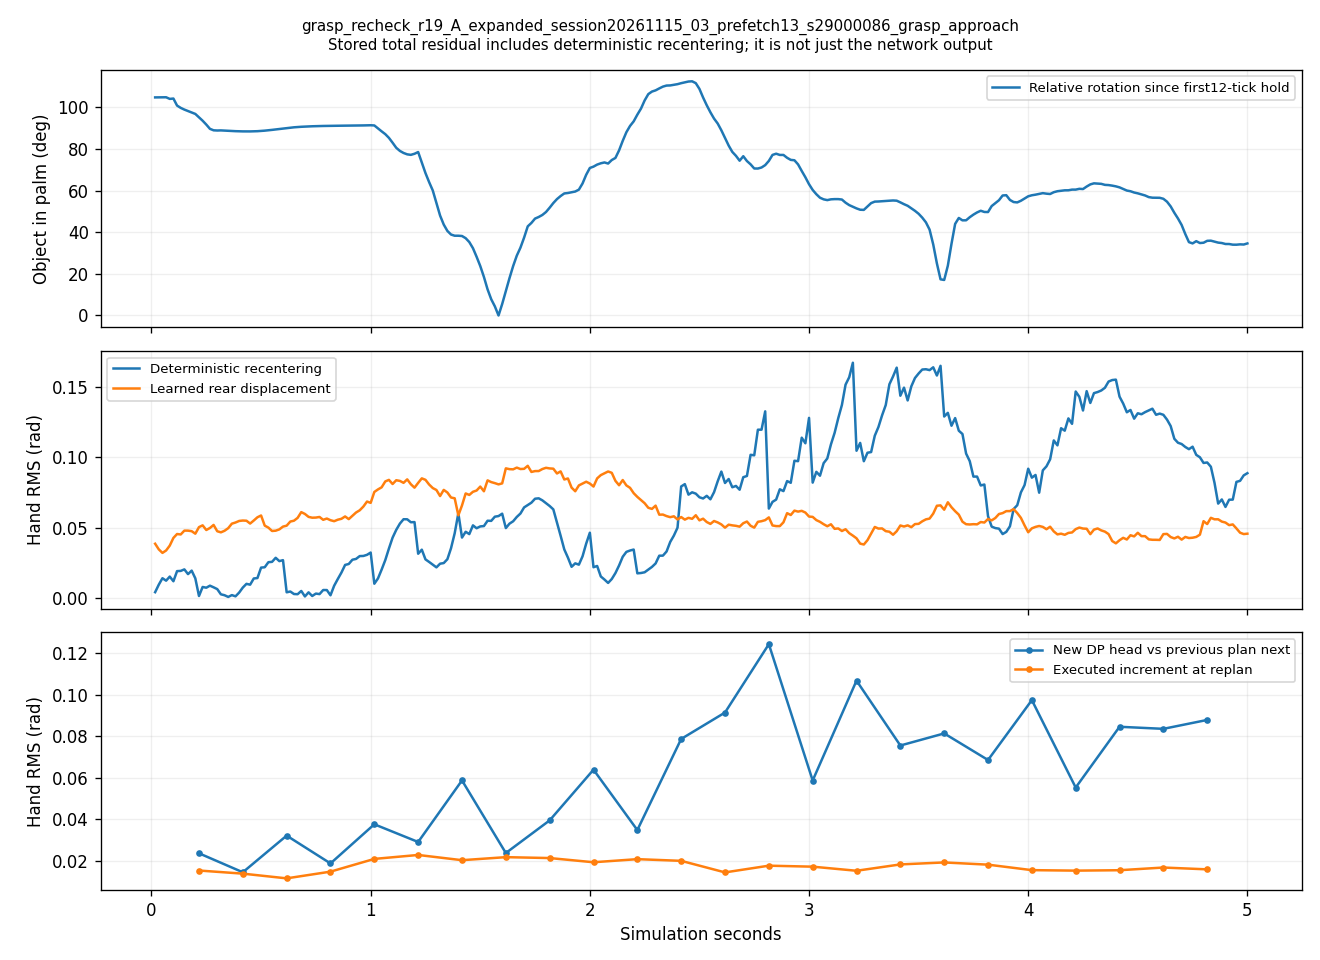 grasp_recheck_r19_A_expanded_session20261115_03_prefetch13_s29000086_grasp_approach
Stored total residual includes deterministic recentering; it is not just the network output
Object in palm (deg)
100
80
60
40
20
0
Relative rotation since first12-tick hold
Hand RMS (rad)
0.15
0.10
0.05
0.00
Deterministic recentering
Learned rear displacement
Hand RMS (rad)
0.12
0.10
0.08
0.06
0.04
0.02
New DP head vs previous plan next
Executed increment at replan
0 1 2 3 4 5
Simulation seconds